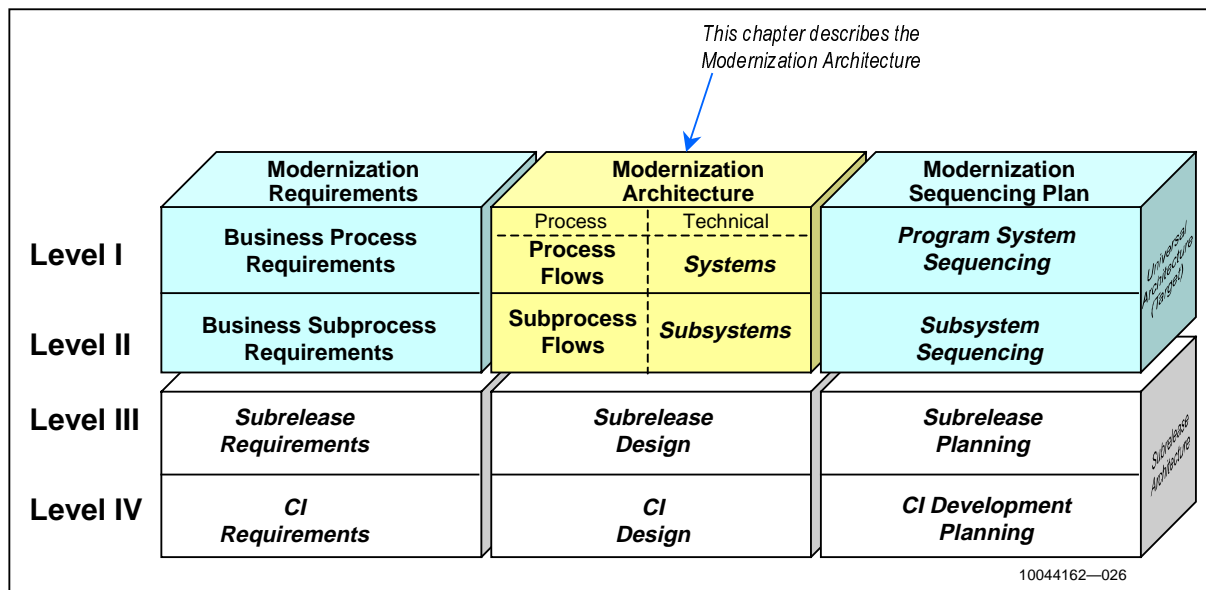 This chapter describes the
Modernization Architecture
Modernization
Requirements
Modernization
Architecture
Modernization
Sequencing Plan
Level I
Business Process
Requirements
Process
Technical
Process
Flows
Systems
Program System
Sequencing
Universal
Architecture
(Target)
Level II
Business Subprocess
Requirements
Subprocess
Flows
Subsystems
Subsystem
Sequencing
Level III
Subrelease
Requirements
Subrelease
Design
Subrelease
Planning
Subrelease
Architecture
Level IV
CI
Requirements
CI
Design
CI Development
Planning
10044162—026